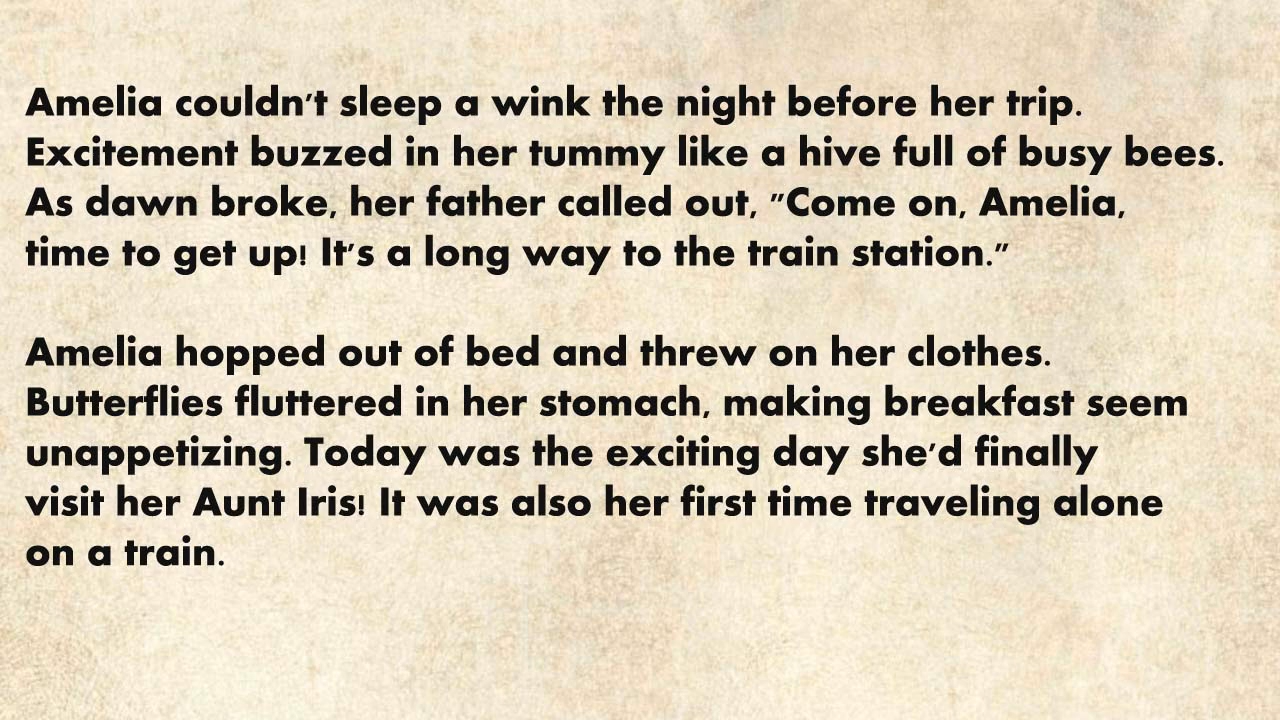 Amelia couldn't sleep a wink the night before her trip.
Excitement buzzed in her tummy like a hive full of busy bees.
As dawn broke, her father called out, "Come on, Amelia,
time to get up! It's a long way to the train station."
Amelia hopped out of bed and threw on her clothes.
Butterflies fluttered in her stomach, making breakfast seem
unappetizing. Today was the exciting day she'd finally
visit her Aunt Iris! It was also her first time traveling alone
on a train.